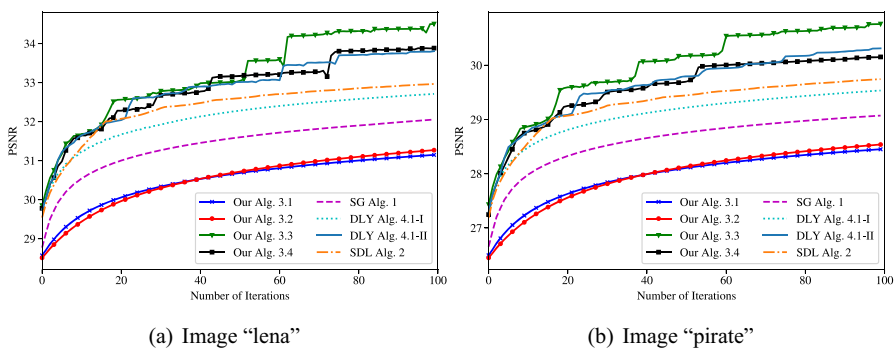 34
33
32
31
30
29
PSNR
Our Alg. 3.1
Our Alg. 3.2
Our Alg. 3.3
Our Alg. 3.4
SG Alg. 1
DLY Alg. 4.1-I
DLY Alg. 4.1-II
SDL Alg. 2
0 20 40 60 80 100
Number of Iterations
(a) Image “lena”
30
29
28
27
PSNR
Our Alg. 3.1
Our Alg. 3.2
Our Alg. 3.3
Our Alg. 3.4
SG Alg. 1
DLY Alg. 4.1-I
DLY Alg. 4.1-II
SDL Alg. 2
0 20 40 60 80 100
Number of Iterations
(b) Image “pirate”